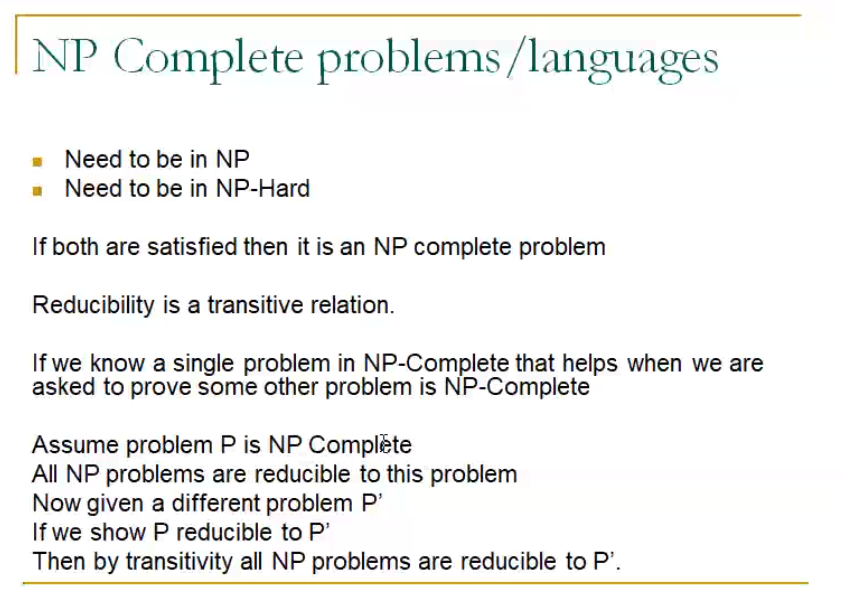 NP Complete problems/languages
Need to be in NP
Need to be in NP-Hard
If both are satisfied then it is an NP complete problem
Reducibility is a transitive relation.
If we know a single problem in NP-Complete that helps when we are
asked to prove some other problem is NP-Complete
Assume problem P is NP Complete
All NP problems are reducible to this problem
Now given a different problem P’
If we show P reducible to P’
Then by transitivity all NP problems are reducible to P’.